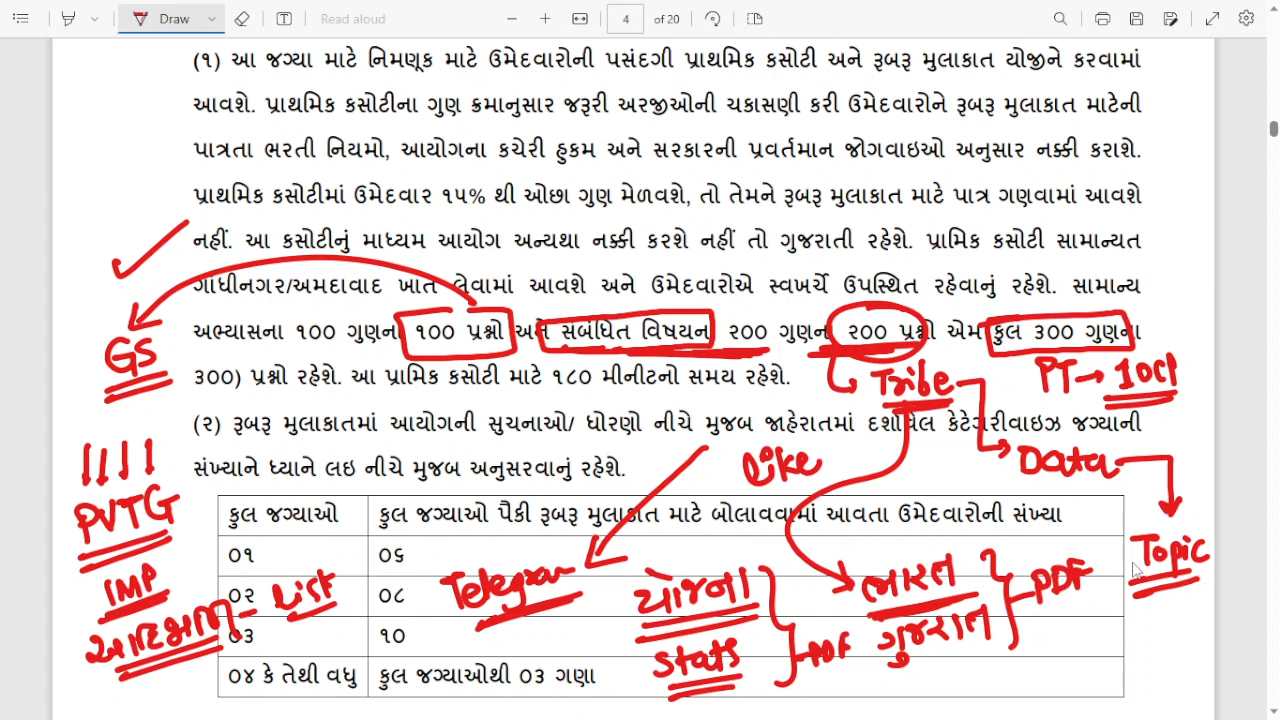 Draw
Read aloud
4 of 20
(૧) આ જગ્યા માટે નિમણૂક માટે ઉમેદવારોની પસંદગી પ્રાથમિક કસોટી અને રૂબરૂ મુલાકાત યોજીને કરવામાં
આવશે. પ્રાથમિક કસોટીના ગુણ ક્રમાનુસાર જરૂરી અરજીઓની ચકાસણી કરી ઉમેદવારોને રૂબરૂ મુલાકાત માટેની
પાત્રતા ભરતી નિયમો, આયોગના કચેરી હુકમ અને સરકારની પ્રવર્તમાન જોગવાઇઓ અનુસાર નક્કી કરાશે.
પ્રાથમિક કસોટીમાં ઉમેદવાર ૧૫% થી ઓછા ગુણ મેળવશે, તો તેમને રૂબરૂ મુલાકાત માટે પાત્ર ગણવામાં આવશે
નહીં. આ કસોટીનું માધ્યમ આયોગ અન્યથા નક્કી કરશે નહીં તો ગુજરાતી રહેશે. પ્રામિક કસોટી સામાન્યત
ગાંધીનગર/અમદાવાદ ખાતે લેવામાં આવશે અને ઉમેદવારોએ સ્વખર્ચે ઉપસ્થિત રહેવાનું રહેશે. સામાન્ય
અભ્યાસના ૧૦૦ ગુણના ૧૦૦ પ્રશ્નો અને સંબંધિત વિષયના ૨૦૦ ગુણના ૨૦૦ પ્રશ્નો એમ કુલ ૩૦૦ ગુણના
GS
૩૦૦) પ્રશ્નો રહેશે. આ પ્રામિક કસોટી માટે ૧૮૦ મીનીટનો સમય રહેશે.
Tribe
PT → 10
(૨) રૂબરૂ મુલાકાતમાં આયોગની સુચનાઓ/ ધોરણો નીચે મુજબ જાહેરાતમાં દર્શાવેલ કેટેગરીવાઇઝ જગ્યાની
સંખ્યાને ધ્યાને લઇ નીચે મુજબ અનુસરવાનું રહેશે.
like
Data
PVTG
કુલ જગ્યાઓ કુલ જગ્યાઓ પૈકી રૂબરૂ મુલાકાત માટે બોલાવવામાં આવતા ઉમેદવારોની સંખ્યા
૦૧ ૦૬
Topic
IMP
૦૨ ૦૮
List
Telegram
યોજના
ભારત
PDF
આદિમજૂથ
૦૩ ૧૦
ગુજરાત
Stats
PDF
૦૪ કે તેથી વધુ કુલ જગ્યાઓથી ૦૩ ગણા